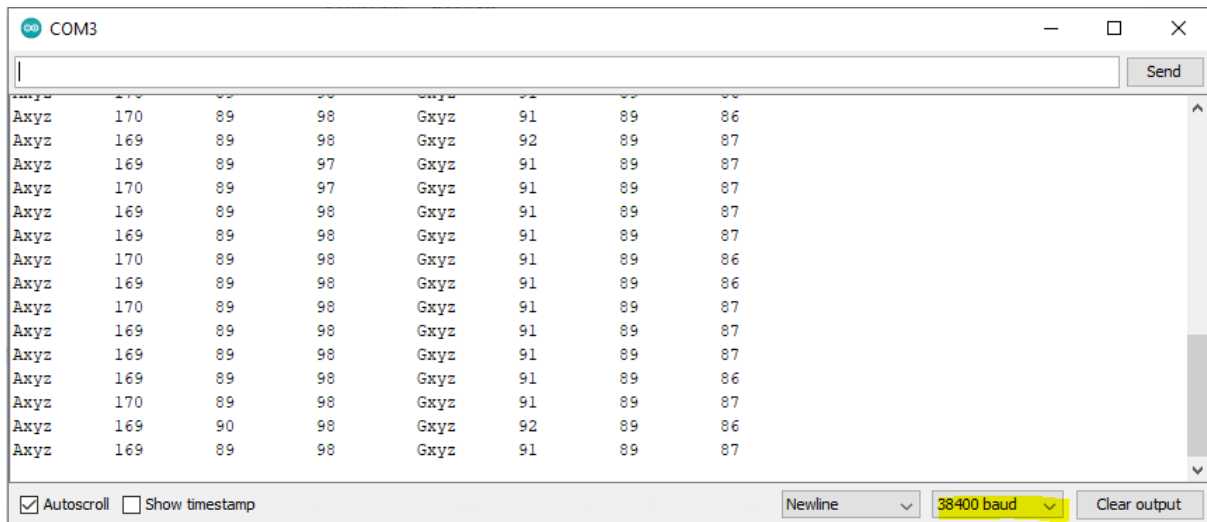 COM3
Send
Axyz 170 89 98 Gxyz 91 89 86
Axyz 169 89 98 Gxyz 92 89 87
Axyz 169 89 97 Gxyz 91 89 87
Axyz 170 89 97 Gxyz 91 89 87
Axyz 169 89 98 Gxyz 91 89 87
Axyz 169 89 98 Gxyz 91 89 87
Axyz 170 89 98 Gxyz 91 89 86
Axyz 169 89 98 Gxyz 91 89 86
Axyz 170 89 98 Gxyz 91 89 87
Axyz 169 89 98 Gxyz 91 89 87
Axyz 169 89 98 Gxyz 91 89 87
Axyz 169 89 98 Gxyz 91 89 86
Axyz 170 89 98 Gxyz 91 89 87
Axyz 169 90 98 Gxyz 92 89 86
Axyz 169 89 98 Gxyz 91 89 87
Autoscroll Show timestamp Newline 38400 baud Clear output